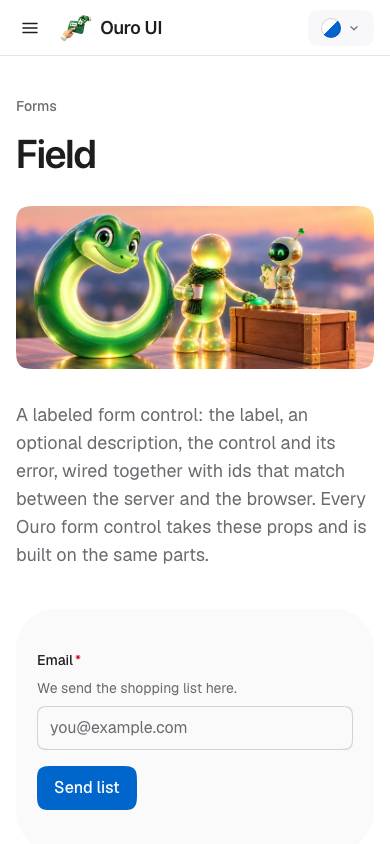 Ouro UI
Forms
Field
A labeled form control: the label, an
optional description, the control and its
error, wired together with ids that match
between the server and the browser. Every
Ouro form control takes these props and is
built on the same parts.
Email *
We send the shopping list here.
you@example.com
Send list